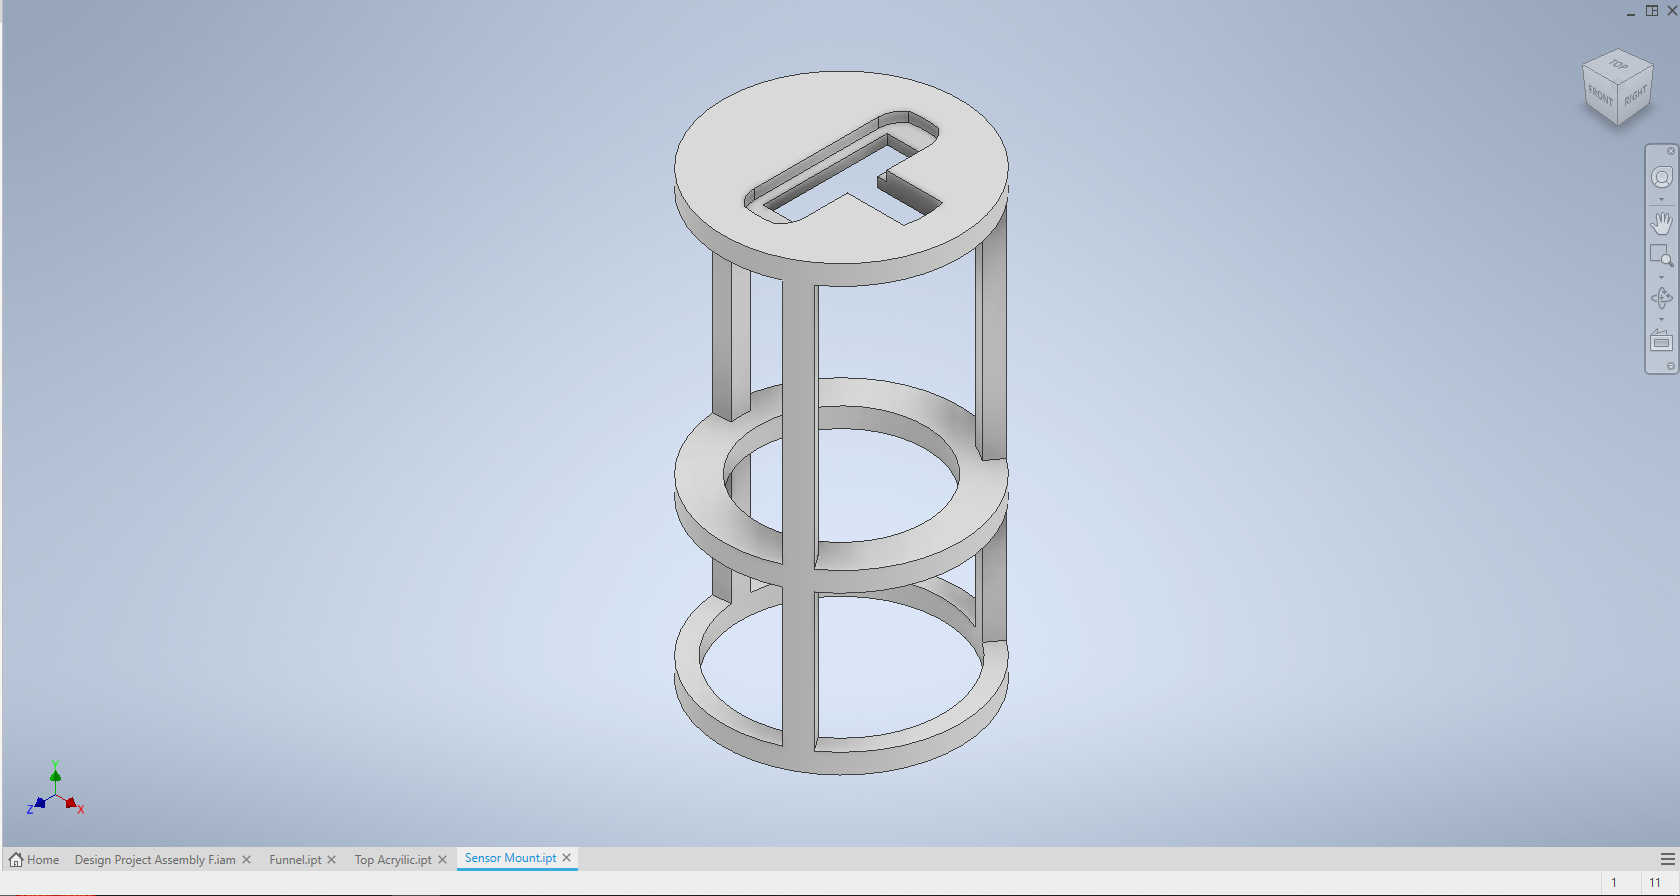 TOP
FRONT
RIGHT
Y
Z
X
Home
Design Project Assembly F.iam
Funnel.ipt
Top Acryilic.ipt
Sensor Mount.ipt
1 11